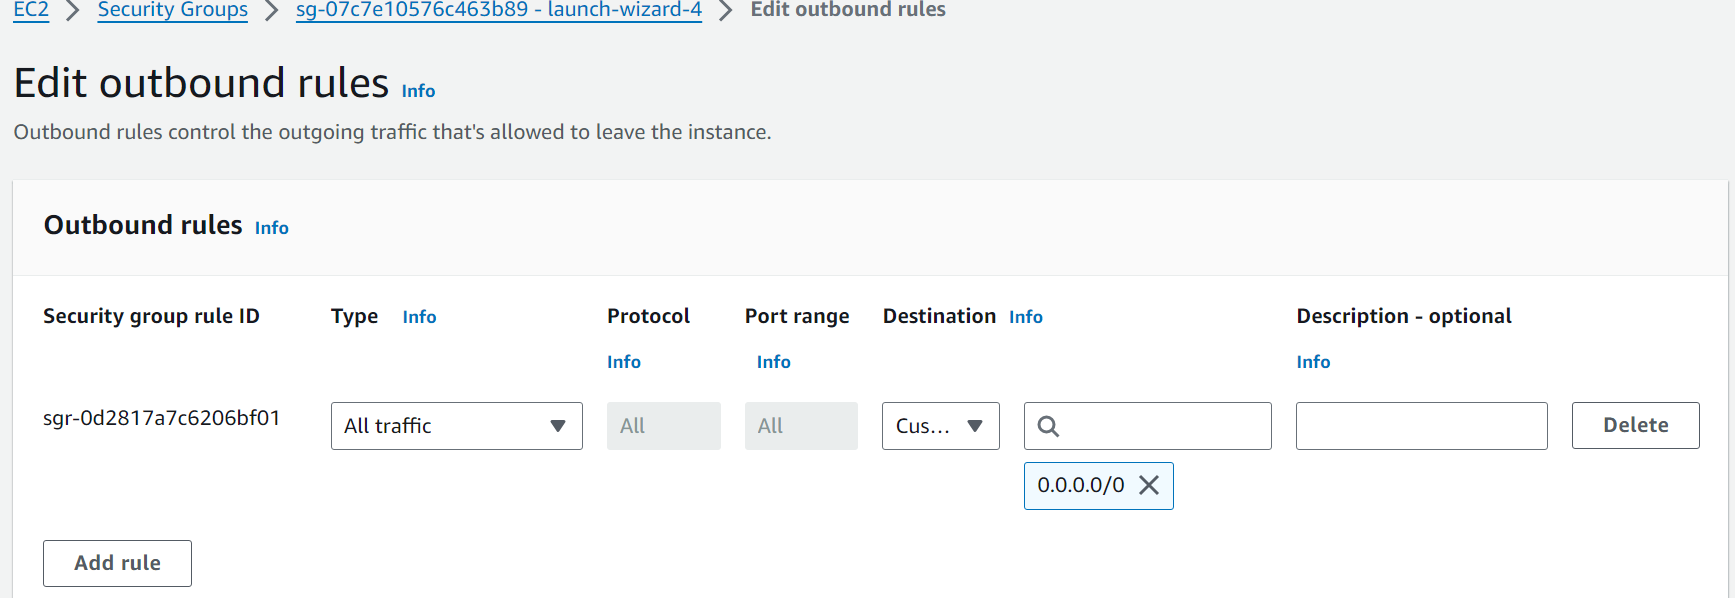 EC2 > Security Groups > sg-07c7e10576c463b89 - launch-wizard-4 > Edit outbound rules
Edit outbound rules Info
Outbound rules control the outgoing traffic that's allowed to leave the instance.
Outbound rules Info
Security group rule ID Type Info Protocol Port range Destination Info Description - optional
Info Info Info
sgr-0d2817a7c6206bf01 All traffic All All Cus... Delete
0.0.0.0/0
Add rule